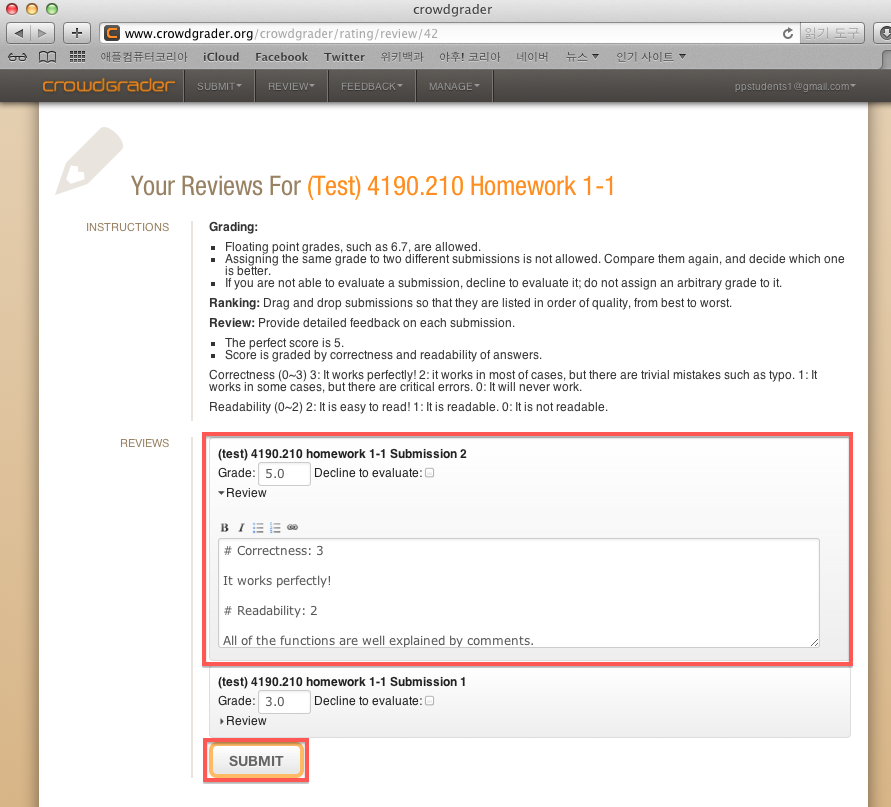 crowdgrader
www.crowdgrader.org/crowdgrader/rating/review/42
읽기 도구
애플컴퓨터코리아 iCloud Facebook Twitter 위키백과 야후! 코리아 네이버 뉴스 인기 사이트
crowdgrader SUBMIT REVIEW FEEDBACK MANAGE ppstudents1@gmail.com
Your Reviews For (Test) 4190.210 Homework 1-1
INSTRUCTIONS
Grading:
Floating point grades, such as 6.7, are allowed.
Assigning the same grade to two different submissions is not allowed. Compare them again, and decide which one
is better.
If you are not able to evaluate a submission, decline to evaluate it; do not assign an arbitrary grade to it.
Ranking: Drag and drop submissions so that they are listed in order of quality, from best to worst.
Review: Provide detailed feedback on each submission.
The perfect score is 5.
Score is graded by correctness and readability of answers.
Correctness (0~3) 3: It works perfectly! 2: it works in most of cases, but there are trivial mistakes such as typo. 1: It
works in some cases, but there are critical errors. 0: It will never work.
Readability (0~2) 2: It is easy to read! 1: It is readable. 0: It is not readable.
REVIEWS
(test) 4190.210 homework 1-1 Submission 2
Grade: 5.0 Decline to evaluate:
Review
B I
# Correctness: 3
It works perfectly!
# Readability: 2
All of the functions are well explained by comments.
(test) 4190.210 homework 1-1 Submission 1
Grade: 3.0 Decline to evaluate:
Review
SUBMIT